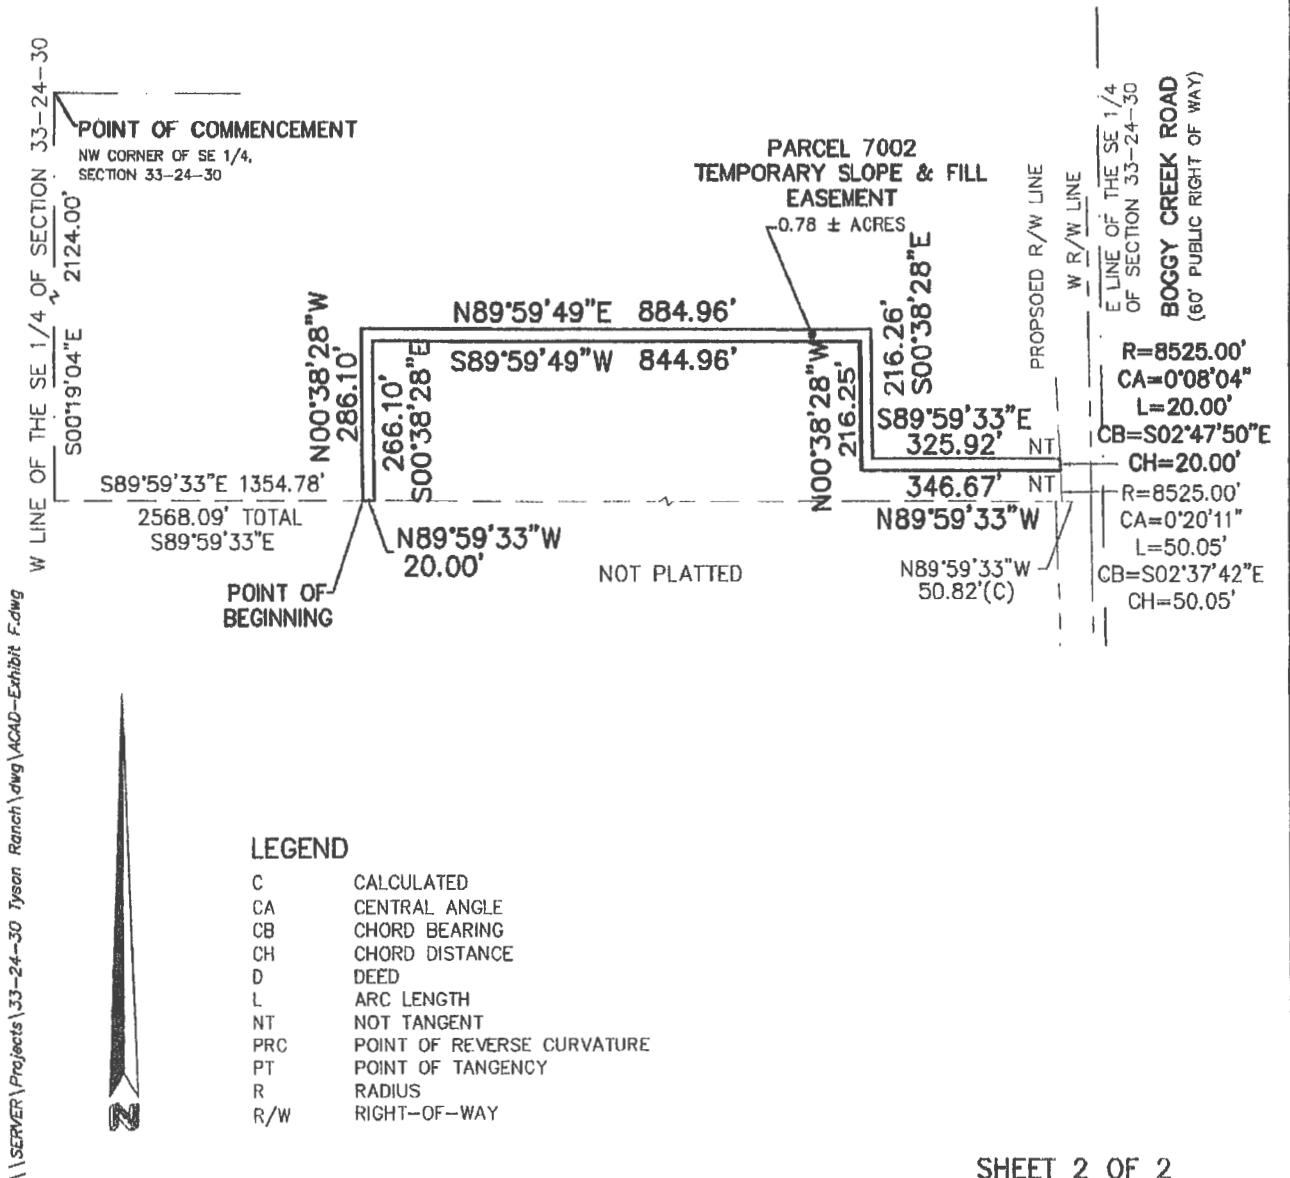 W LINE OF THE SE 1/4 OF SECTION 33-24-30
POINT OF COMMENCEMENT
NW CORNER OF SE 1/4,
SECTION 33-24-30
S00°19'04"E 2124.00'
PARCEL 7002
TEMPORARY SLOPE & FILL
EASEMENT
0.78 ± ACRES
PROPSOED R/W LINE
W R/W LINE
E LINE OF THE SE 1/4
OF SECTION 33-24-30
BOGGY CREEK ROAD
(60' PUBLIC RIGHT OF WAY)
N00°38'28"W
286.10'
266.10'
S00°38'28"E
N89°59'49"E 884.96'
S89°59'49"W 844.96'
N00°38'28"W
216.25'
216.26'
S00°38'28"E
S89°59'33"E
325.92' NT
346.67' NT
N89°59'33"W
R=8525.00'
CA=0°08'04"
L=20.00'
CB=S02°47'50"E
CH=20.00'
R=8525.00'
CA=0°20'11"
L=50.05'
CB=S02°37'42"E
CH=50.05'
S89°59'33"E 1354.78'
2568.09' TOTAL
S89°59'33"E
N89°59'33"W
20.00'
POINT OF
BEGINNING
NOT PLATTED
N89°59'33"W
50.82'(C)
\\SERVER\Projects\33-24-30 Tyson Ranch\dwg\ACAD-Exhibit F.dwg
N
LEGEND
C CALCULATED
CA CENTRAL ANGLE
CB CHORD BEARING
CH CHORD DISTANCE
D DEED
L ARC LENGTH
NT NOT TANGENT
PRC POINT OF REVERSE CURVATURE
PT POINT OF TANGENCY
R RADIUS
R/W RIGHT-OF-WAY
SHEET 2 OF 2